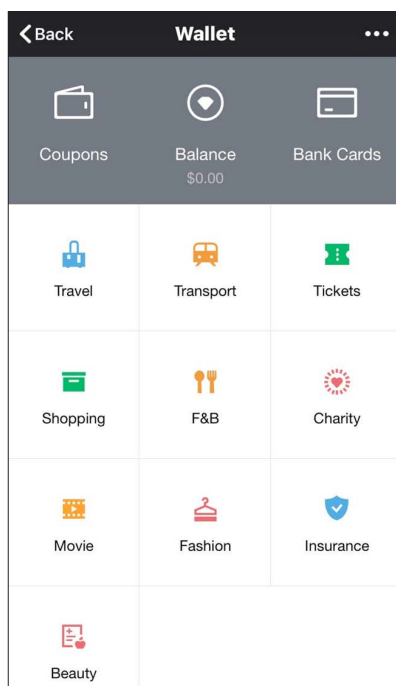 Back Wallet
Coupons Balance Bank Cards
$0.00
Travel Transport Tickets
Shopping F&B Charity
Movie Fashion Insurance
Beauty